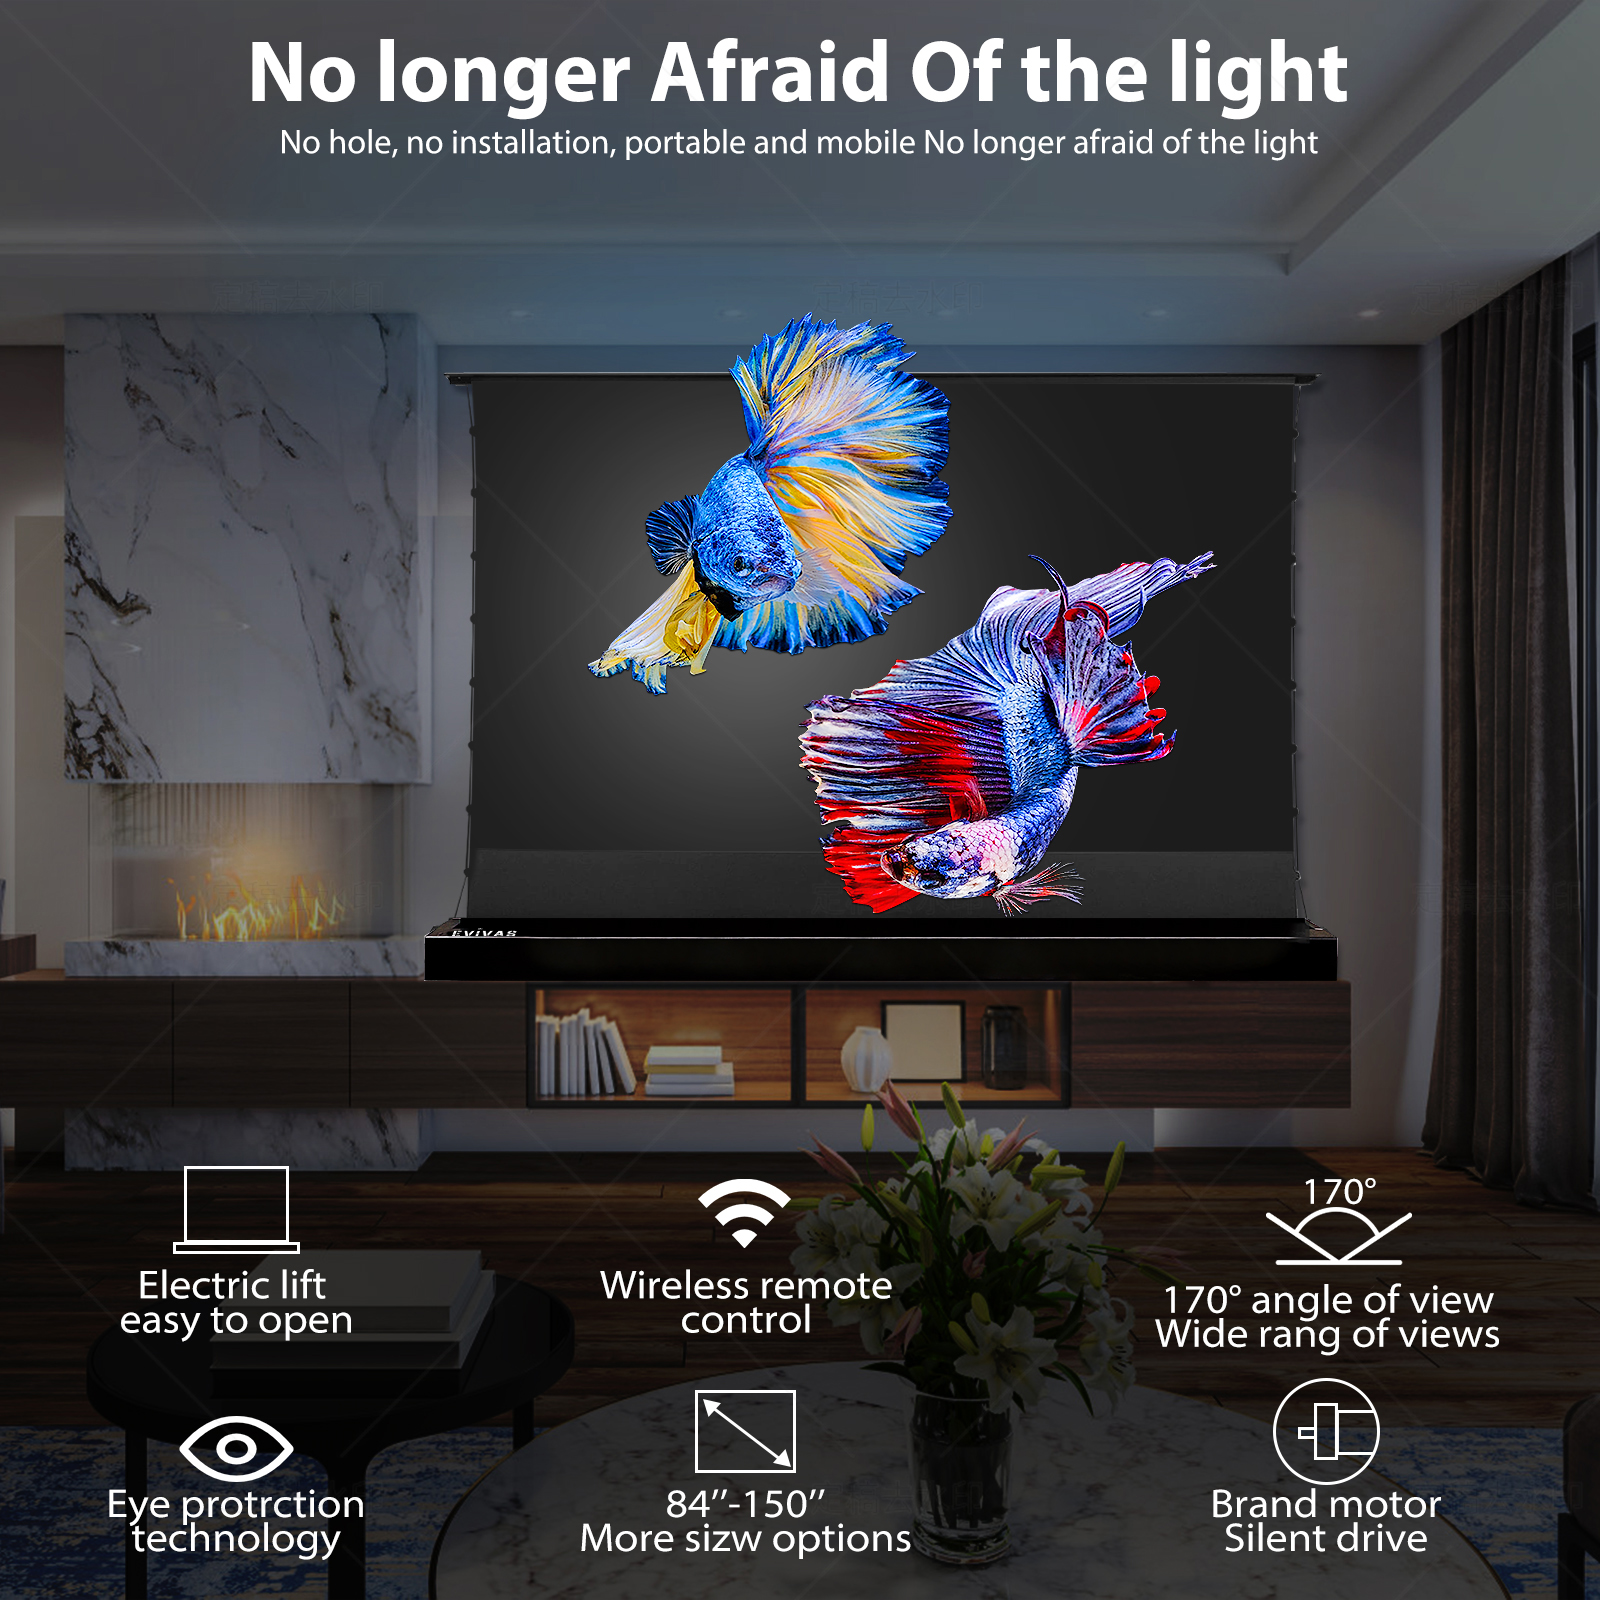 No longer Afraid Of the light
No hole, no installation, portable and mobile No longer afraid of the light
EViVAS
Electric lift
easy to open
Wireless remote
control
170°
170° angle of view
Wide rang of views
Eye protrction
technology
84’’-150’’
More sizw options
Brand motor
Silent drive